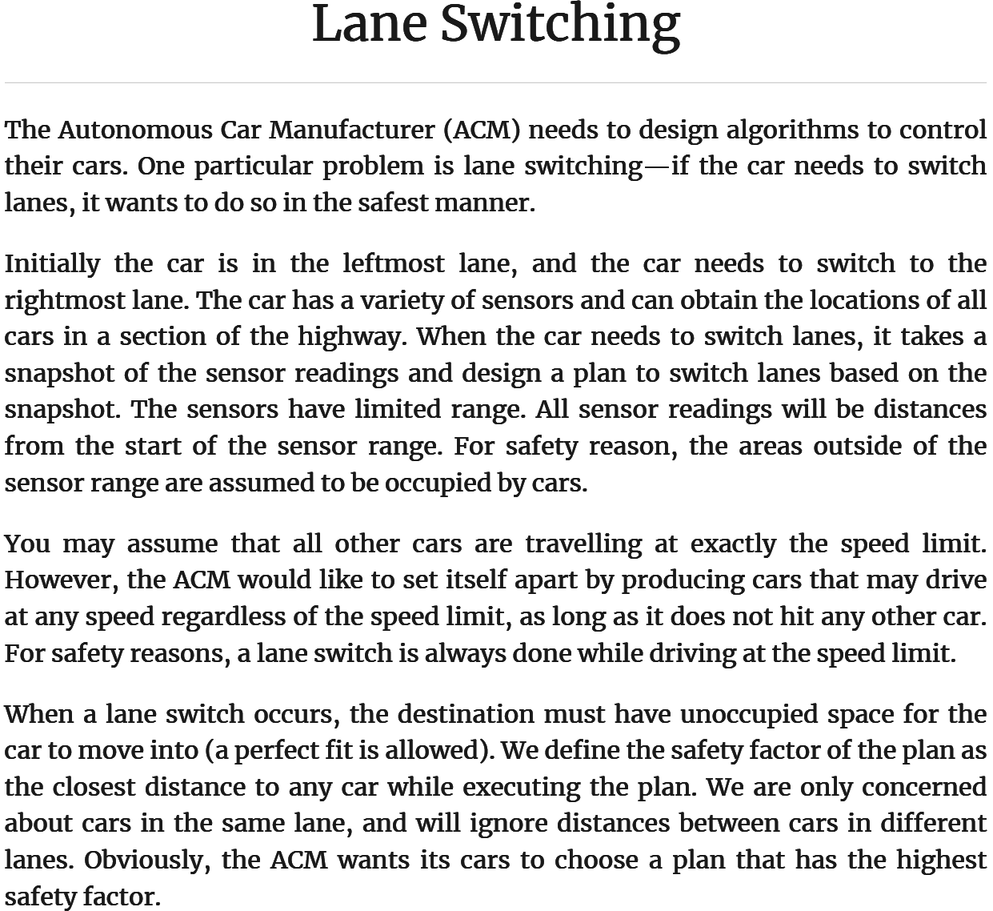 Lane Switching
The Autonomous Car Manufacturer (ACM) needs to design algorithms to control
their cars. One particular problem is lane switching—if the car needs to switch
lanes, it wants to do so in the safest manner.
Initially the car is in the leftmost lane, and the car needs to switch to the
rightmost lane. The car has a variety of sensors and can obtain the locations of all
cars in a section of the highway. When the car needs to switch lanes, it takes a
snapshot of the sensor readings and design a plan to switch lanes based on the
snapshot. The sensors have limited range. All sensor readings will be distances
from the start of the sensor range. For safety reason, the areas outside of the
sensor range are assumed to be occupied by cars.
You may assume that all other cars are travelling at exactly the speed limit.
However, the ACM would like to set itself apart by producing cars that may drive
at any speed regardless of the speed limit, as long as it does not hit any other car.
For safety reasons, a lane switch is always done while driving at the speed limit.
When a lane switch occurs, the destination must have unoccupied space for the
car to move into (a perfect fit is allowed). We define the safety factor of the plan as
the closest distance to any car while executing the plan. We are only concerned
about cars in the same lane, and will ignore distances between cars in different
lanes. Obviously, the ACM wants its cars to choose a plan that has the highest
safety factor.